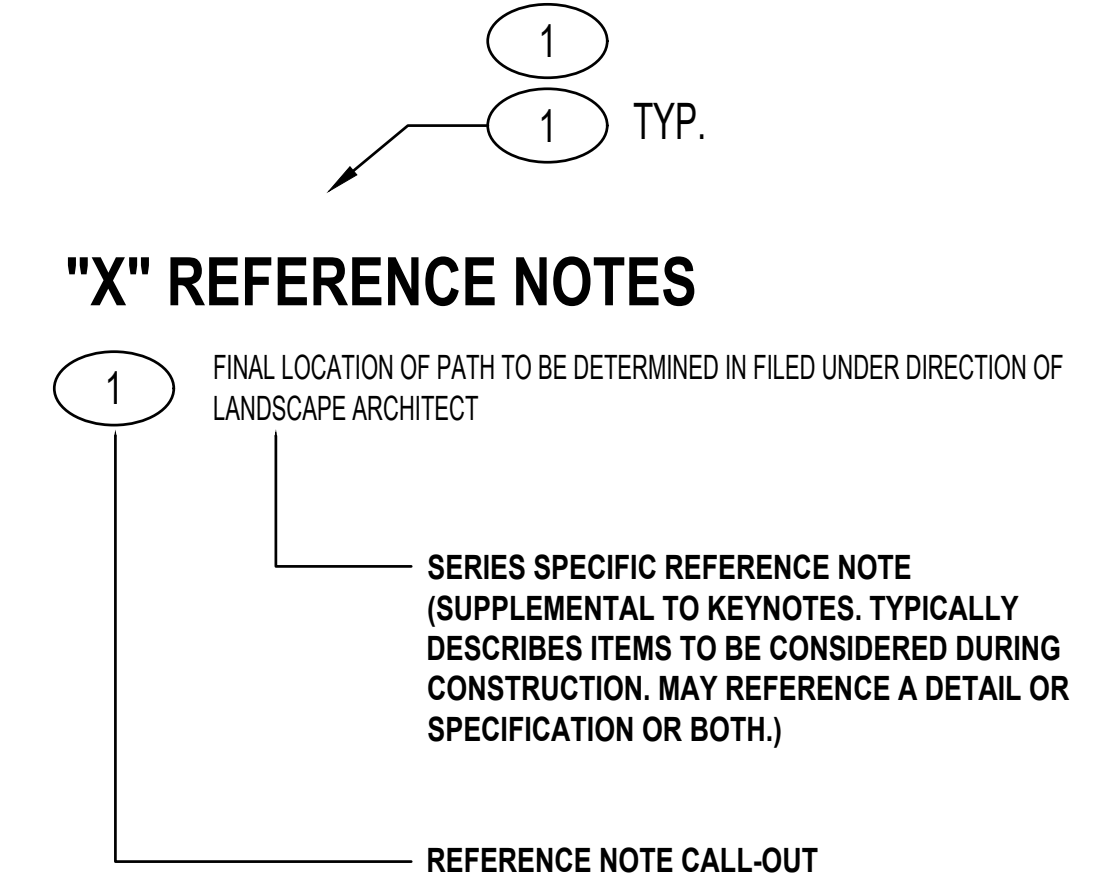 1
1 TYP.
"X" REFERENCE NOTES
1 FINAL LOCATION OF PATH TO BE DETERMINED IN FILED UNDER DIRECTION OF
LANDSCAPE ARCHITECT
SERIES SPECIFIC REFERENCE NOTE
(SUPPLEMENTAL TO KEYNOTES. TYPICALLY
DESCRIBES ITEMS TO BE CONSIDERED DURING
CONSTRUCTION. MAY REFERENCE A DETAIL OR
SPECIFICATION OR BOTH.)
REFERENCE NOTE CALL-OUT